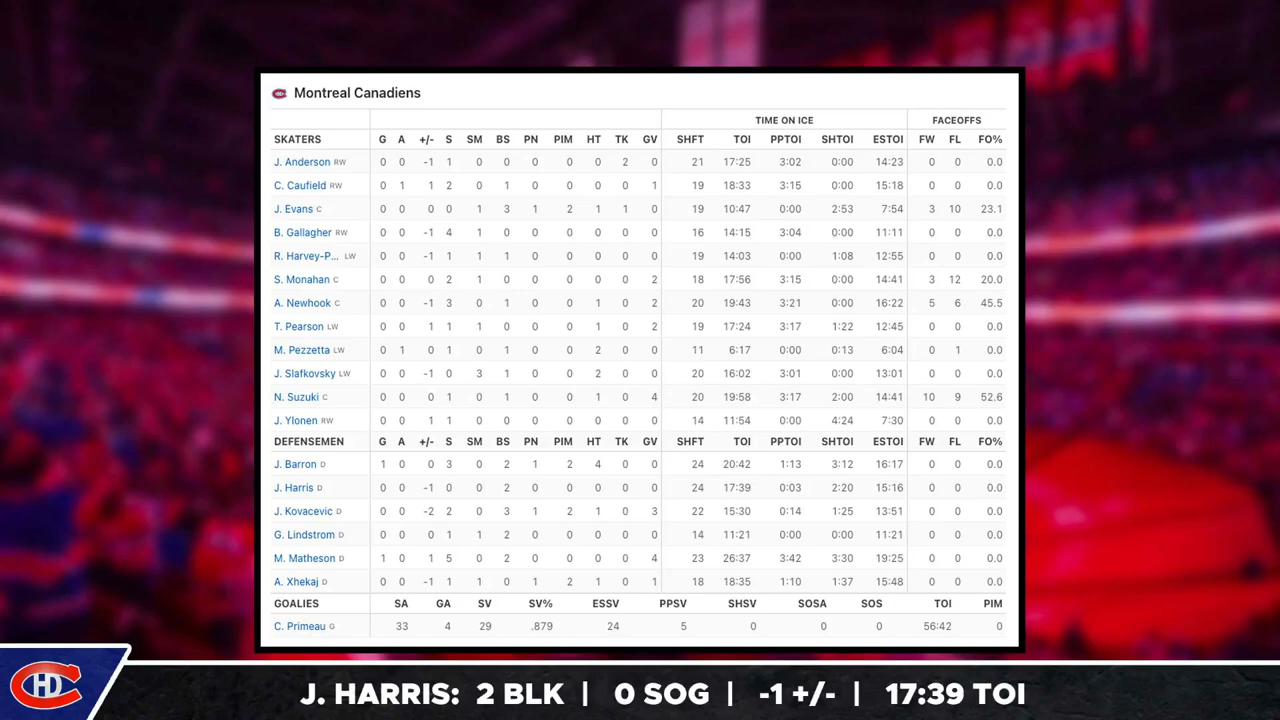 Montreal Canadiens
TIME ON ICE FACEOFFS
SKATERS G A +/- S SM BS PN PIM HT TK GV SHFT TOI PPTOI SHTOI ESTOI FW FL FO%
J. Anderson RW 0 0 -1 1 0 0 0 0 0 2 0 21 17:25 3:02 0:00 14:23 0 0 0.0
C. Caufield RW 0 1 1 2 0 1 0 0 0 0 1 19 18:33 3:15 0:00 15:18 0 0 0.0
J. Evans C 0 0 0 0 1 3 1 2 1 1 0 19 10:47 0:00 2:53 7:54 3 10 23.1
B. Gallagher RW 0 0 -1 4 1 0 0 0 0 0 0 16 14:15 3:04 0:00 11:11 0 0 0.0
R. Harvey-P... LW 0 0 -1 1 1 1 0 0 0 0 0 19 14:03 0:00 1:08 12:55 0 0 0.0
S. Monahan C 0 0 0 2 1 0 0 0 0 0 2 18 17:56 3:15 0:00 14:41 3 12 20.0
A. Newhook C 0 0 -1 3 0 1 0 0 1 0 2 20 19:43 3:21 0:00 16:22 5 6 45.5
T. Pearson LW 0 0 1 1 1 0 0 0 1 0 2 19 17:24 3:17 1:22 12:45 0 0 0.0
M. Pezzetta LW 0 1 0 1 0 1 0 0 2 0 0 11 6:17 0:00 0:13 6:04 0 1 0.0
J. Slafkovsky LW 0 0 -1 0 3 1 0 0 2 0 0 20 16:02 3:01 0:00 13:01 0 0 0.0
N. Suzuki C 0 0 0 1 0 1 0 0 1 0 4 20 19:58 3:17 2:00 14:41 10 9 52.6
J. Ylonen RW 0 0 1 1 0 0 0 0 0 0 0 14 11:54 0:00 4:24 7:30 0 0 0.0
DEFENSEMEN G A +/- S SM BS PN PIM HT TK GV SHFT TOI PPTOI SHTOI ESTOI FW FL FO%
J. Barron D 1 0 0 3 0 2 1 2 4 0 0 24 20:42 1:13 3:12 16:17 0 0 0.0
J. Harris D 0 0 -1 0 0 2 0 0 0 0 0 24 17:39 0:03 2:20 15:16 0 0 0.0
J. Kovacevic D 0 0 -2 2 0 3 1 2 1 0 3 22 15:30 0:14 1:25 13:51 0 0 0.0
G. Lindstrom D 0 0 0 1 1 2 0 0 0 0 0 14 11:21 0:00 0:00 11:21 0 0 0.0
M. Matheson D 1 0 1 5 0 2 0 0 0 0 4 23 26:37 3:42 3:30 19:25 0 0 0.0
A. Xhekaj D 0 0 -1 1 1 0 1 2 1 0 1 18 18:35 1:10 1:37 15:48 0 0 0.0
GOALIES SA GA SV SV% ESSV PPSV SHSV SOSA SOS TOI PIM
C. Primeau G 33 4 29 .879 24 5 0 0 0 56:42 0
J. HARRIS: 2 BLK | 0 SOG | -1 +/- | 17:39 TOI